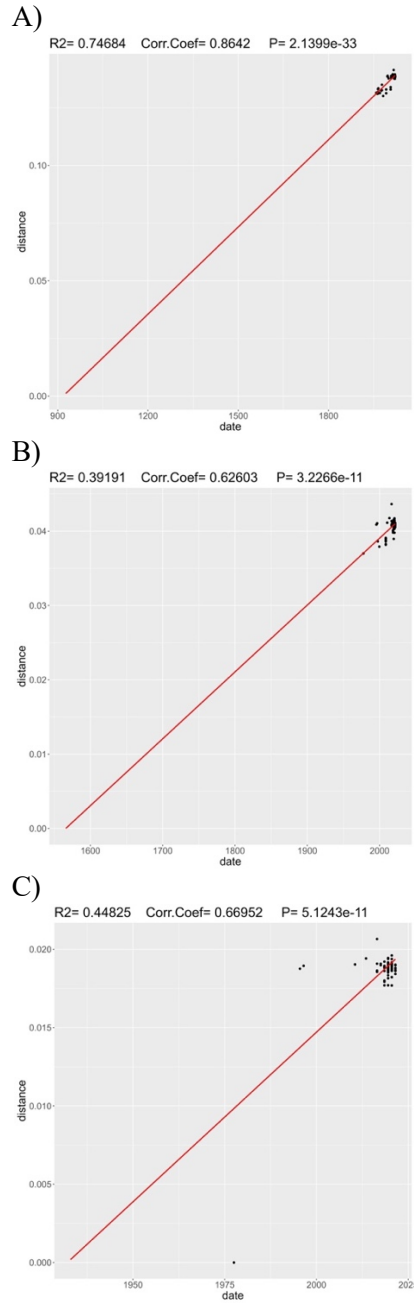 A)
R2= 0.74684 Corr.Coef= 0.8642 P= 2.1399e-33
0.10
0.05
0.00
distance
900 1200 1500 1800
date
B)
R2= 0.39191 Corr.Coef= 0.62603 P= 3.2266e-11
0.04
0.03
0.02
0.01
0.00
distance
1600 1700 1800 1900 2000
date
C)
R2= 0.44825 Corr.Coef= 0.66952 P= 5.1243e-11
0.020
0.015
0.010
0.005
0.000
distance
1950 1975 2000 202
date